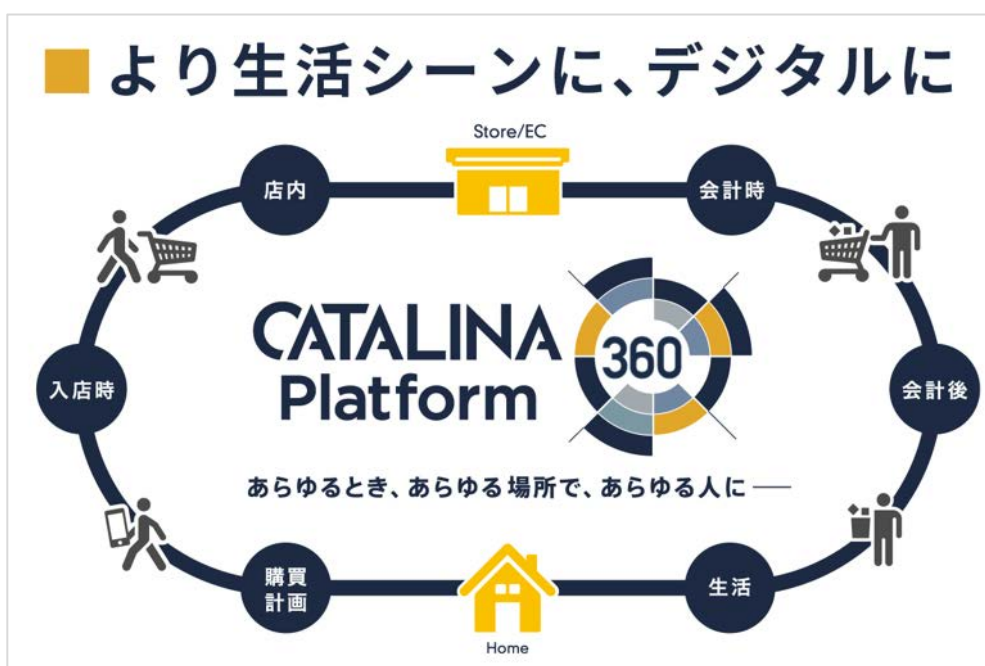 より生活シーンに、デジタルに
Store/EC
店内
会計時
入店時
CATALINA
Platform
360
会計後
あらゆるとき、あらゆる場所で、あらゆる人に ──
購買
計画
生活
Home